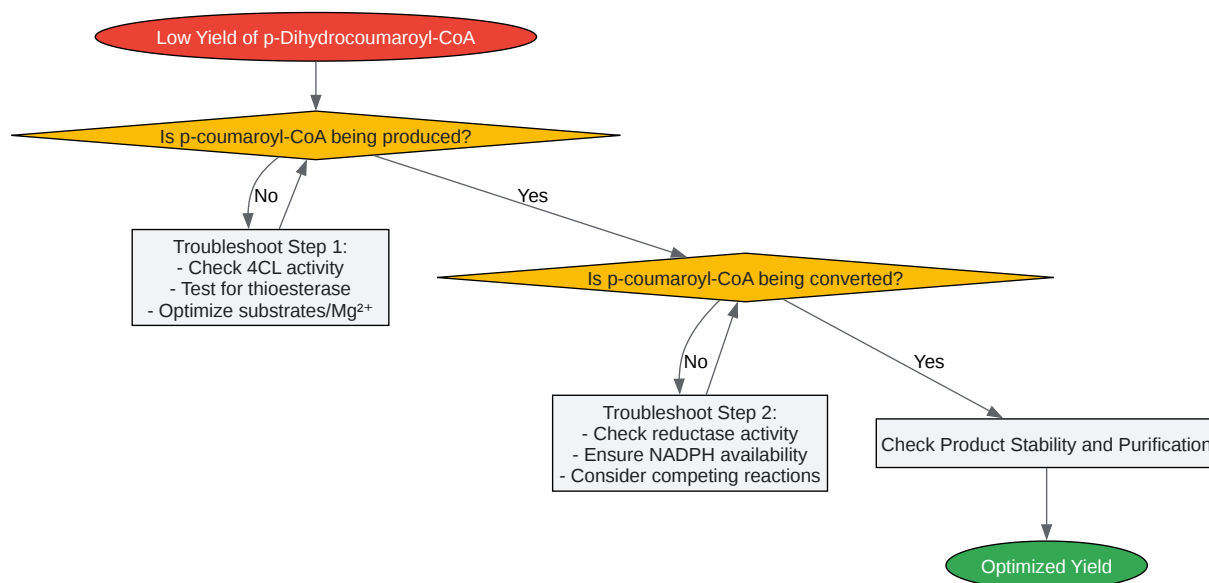 Low Yield of p-Dihydrocoumaroyl-CoA
Is p-coumaroyl-CoA being produced?
No
Yes
Troubleshoot Step 1:
- Check 4CL activity
- Test for thioesterase
- Optimize substrates/Mg²⁺
Is p-coumaroyl-CoA being converted?
No
Yes
Troubleshoot Step 2:
- Check reductase activity
- Ensure NADPH availability
- Consider competing reactions
Check Product Stability and Purification
Optimized Yield